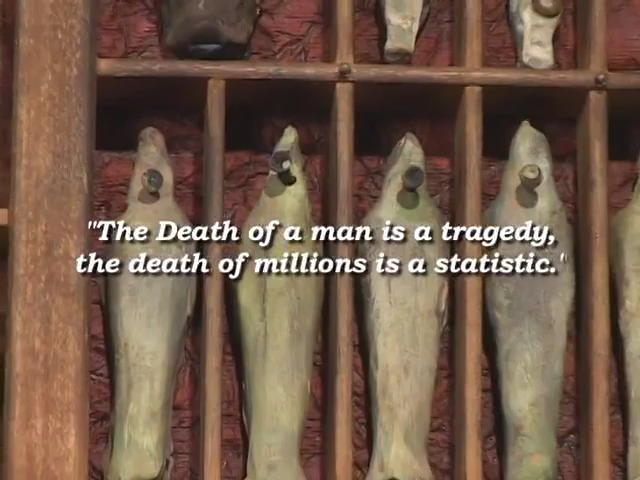 "The Death of a man is a tragedy,
the death of millions is a statistic."